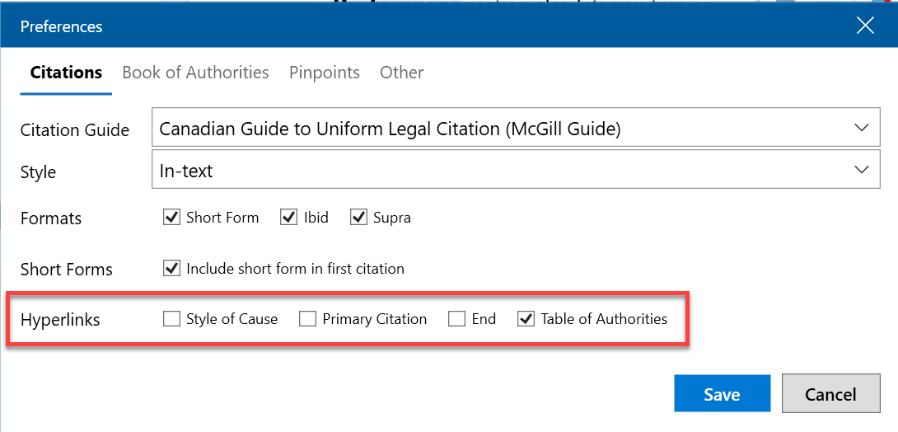 Preferences
Citations Book of Authorities Pinpoints Other
Citation Guide Canadian Guide to Uniform Legal Citation (McGill Guide)
Style In-text
Formats Short Form Ibid Supra
Short Forms Include short form in first citation
Hyperlinks Style of Cause Primary Citation End Table of Authorities
Save Cancel